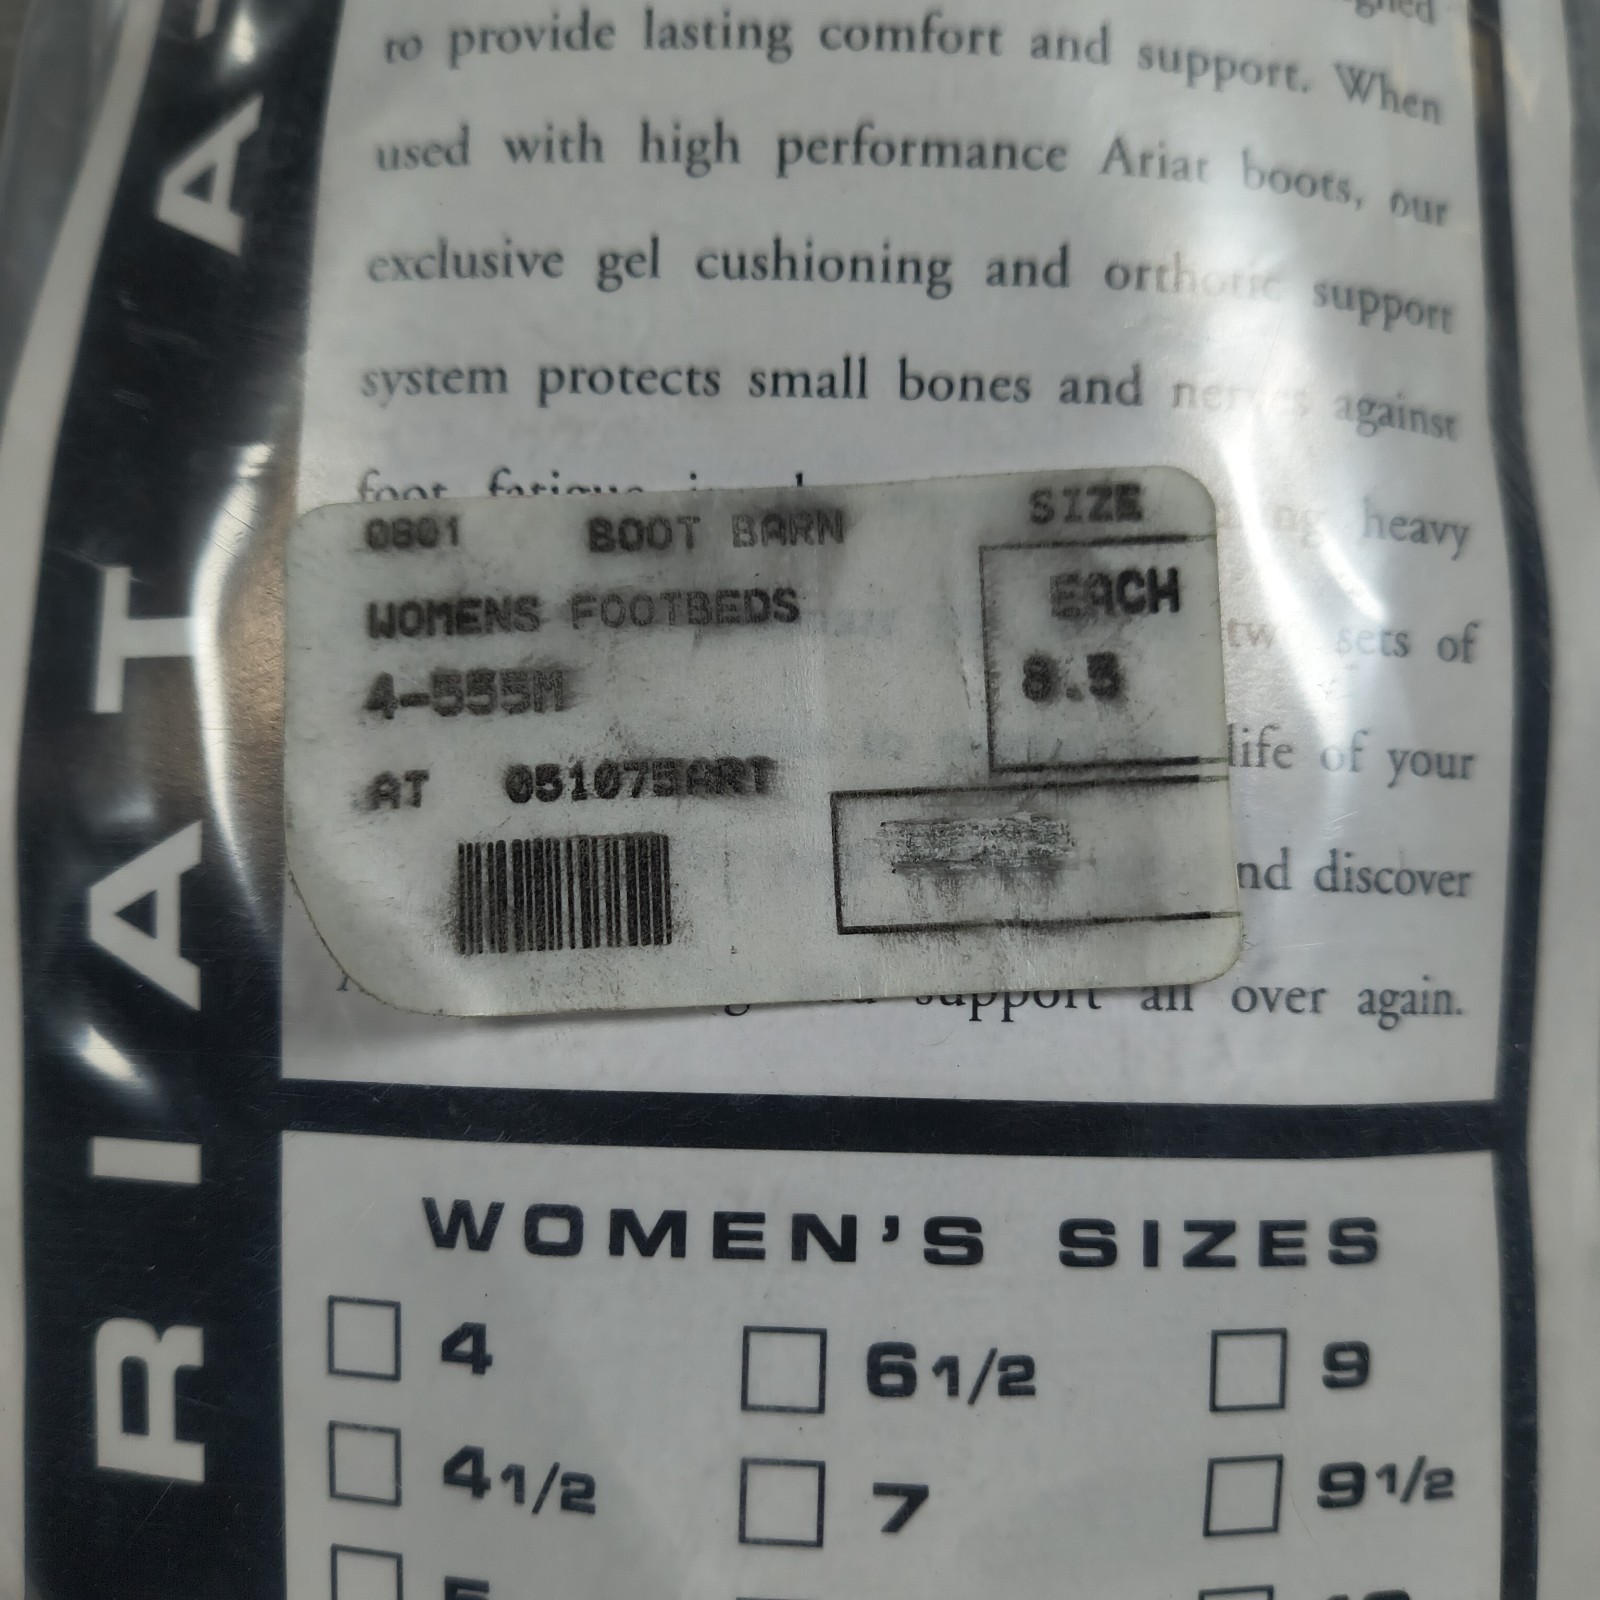 to provide lasting comfort and support. When
used with high performance Ariat boots, our
exclusive gel cushioning and orthotic support
system protects small bones and nerves against
foot fatigue
heavy
sets of
life of your
discover
support all over again.
0801 BOOT BARN SIZE
WOMENS FOOTBEDS EACH
4-555M 8.5
AT 051075ART
ARIAT
WOMEN'S SIZES
4 6 1/2 9
4 1/2 7 9 1/2
5